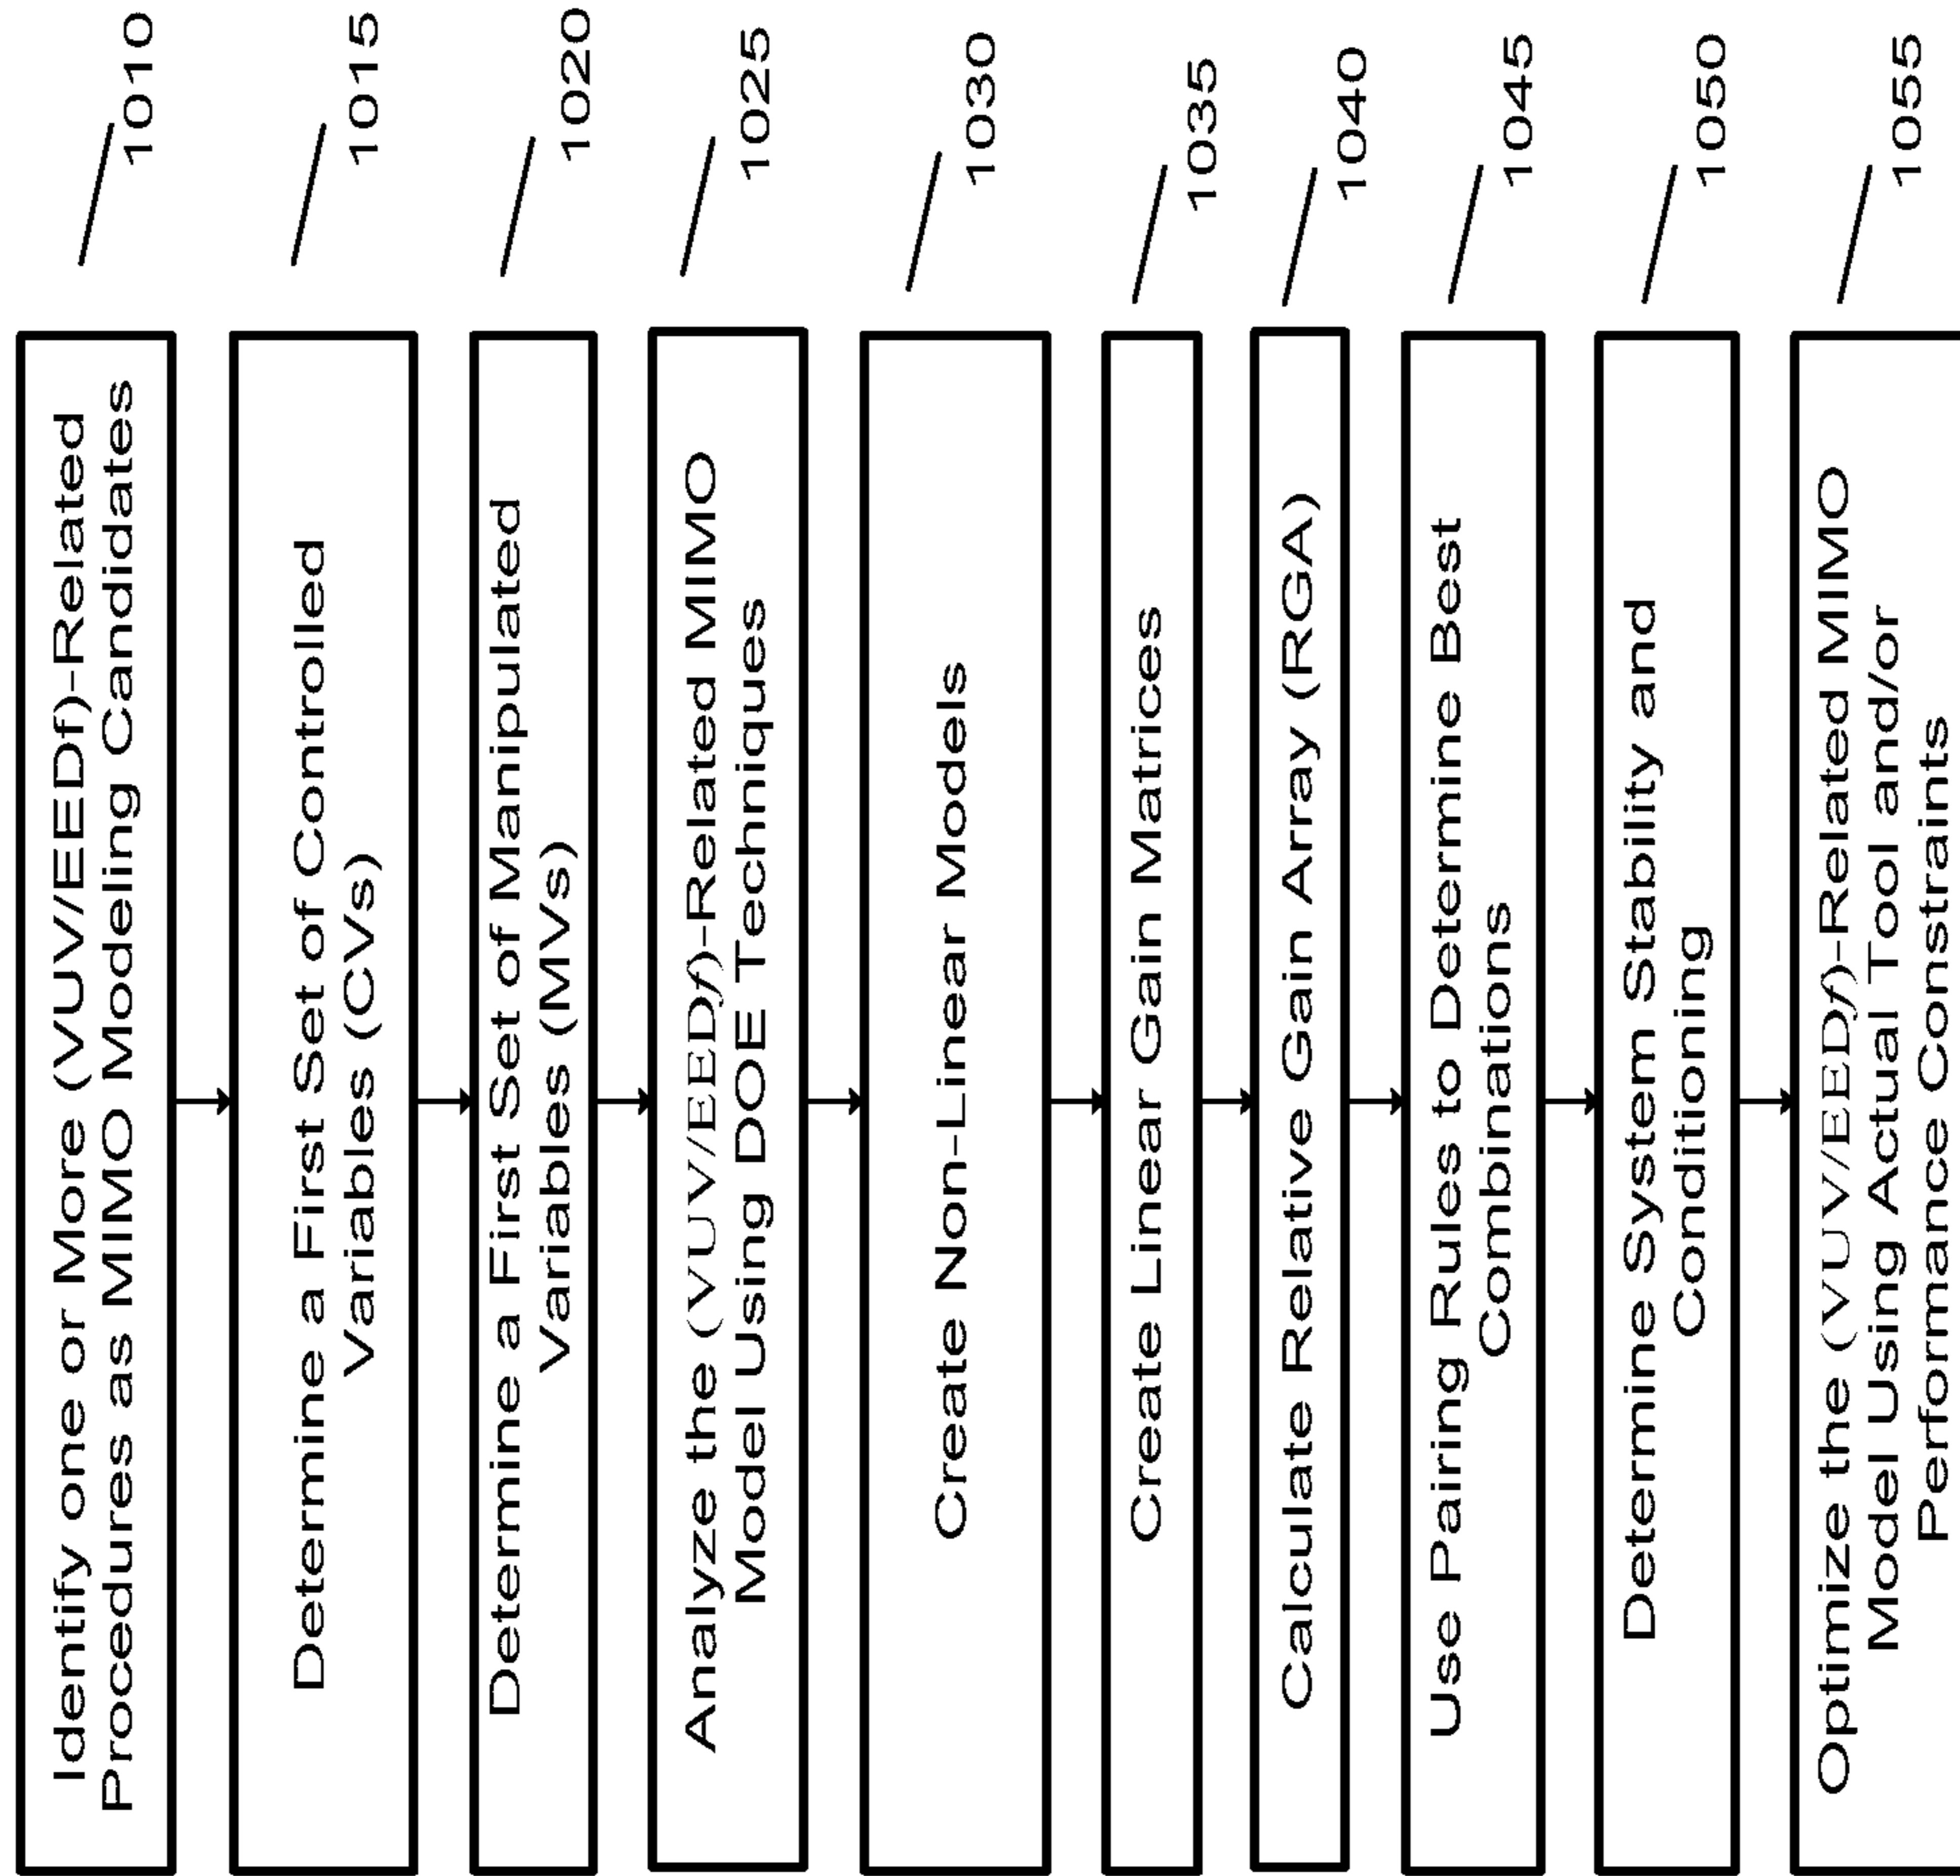 Identify one or More (VUV/EEDf)-Related
Procedures as MIMO Modeling Candidates
1010
Determine a First Set of Controlled
Variables (CVs)
1015
Determine a First Set of Manipulated
Variables (MVs)
1020
Analyze the (VUV/EEDf)-Related MIMO
Model Using DOE Techniques
1025
Create Non-Linear Models
1030
Create Linear Gain Matrices
1035
Calculate Relative Gain Array (RGA)
1040
Use Pairing Rules to Determine Best
Combinations
1045
Determine System Stability and
Conditioning
1050
Optimize the (VUV/EEDf)-Related MIMO
Model Using Actual Tool and/or
Performance Constraints
1055